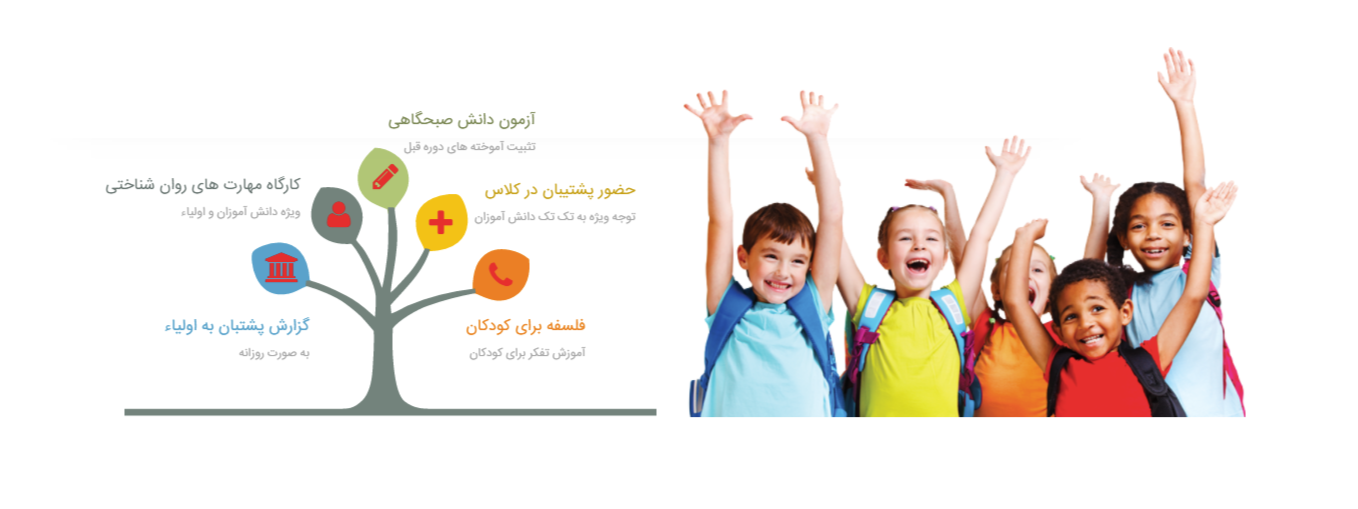 آزمون دانش صبحگاهی
تثبیت آموخته های دوره قبل
حضور پشتیبان در کلاس
توجه ویژه به تک تک دانش آموزان
کارگاه مهارت های روان شناختی
ویژه دانش آموزان و اولیاء
فلسفه برای کودکان
آموزش تفکر برای کودکان
گزارش پشتبان به اولیاء
به صورت روزانه